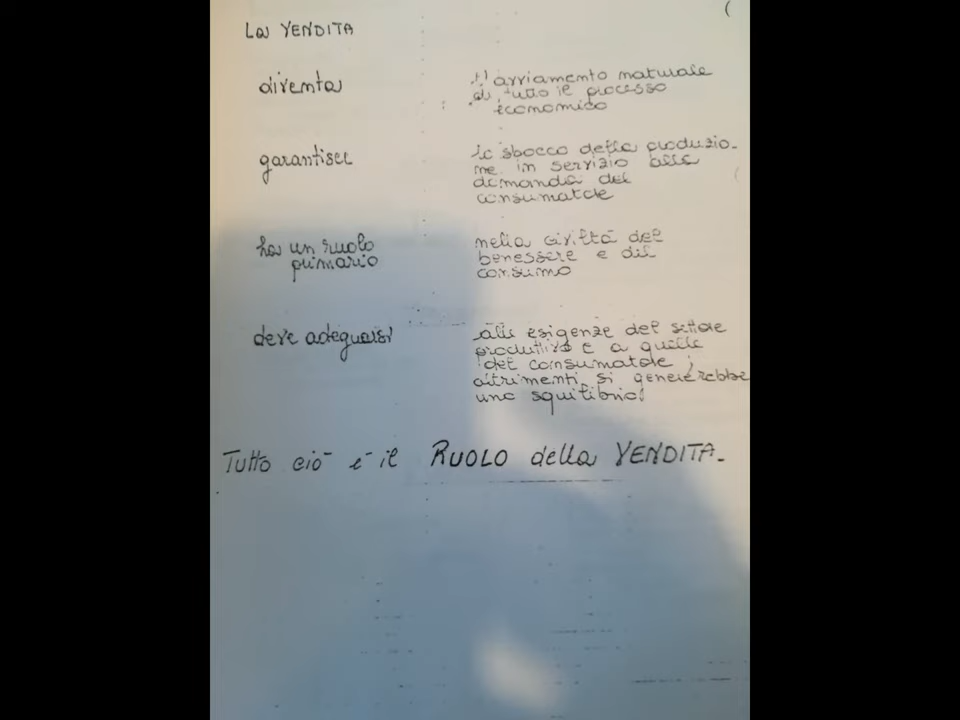 La VENDITA
diventa
l'avviamento naturale
di tutto il processo
economico
garantisce
lo sbocco della produzio-
ne in servizio alla
domanda del
consumatore
ha un ruolo
primario
nella civiltà del
benessere e del
consumo
deve adeguarsi
alle esigenze del settore
produttivo e a quelle
del consumatore ;
altrimenti si genererebbe
uno squilibrio.
Tutto ciò è il RUOLO della VENDITA.